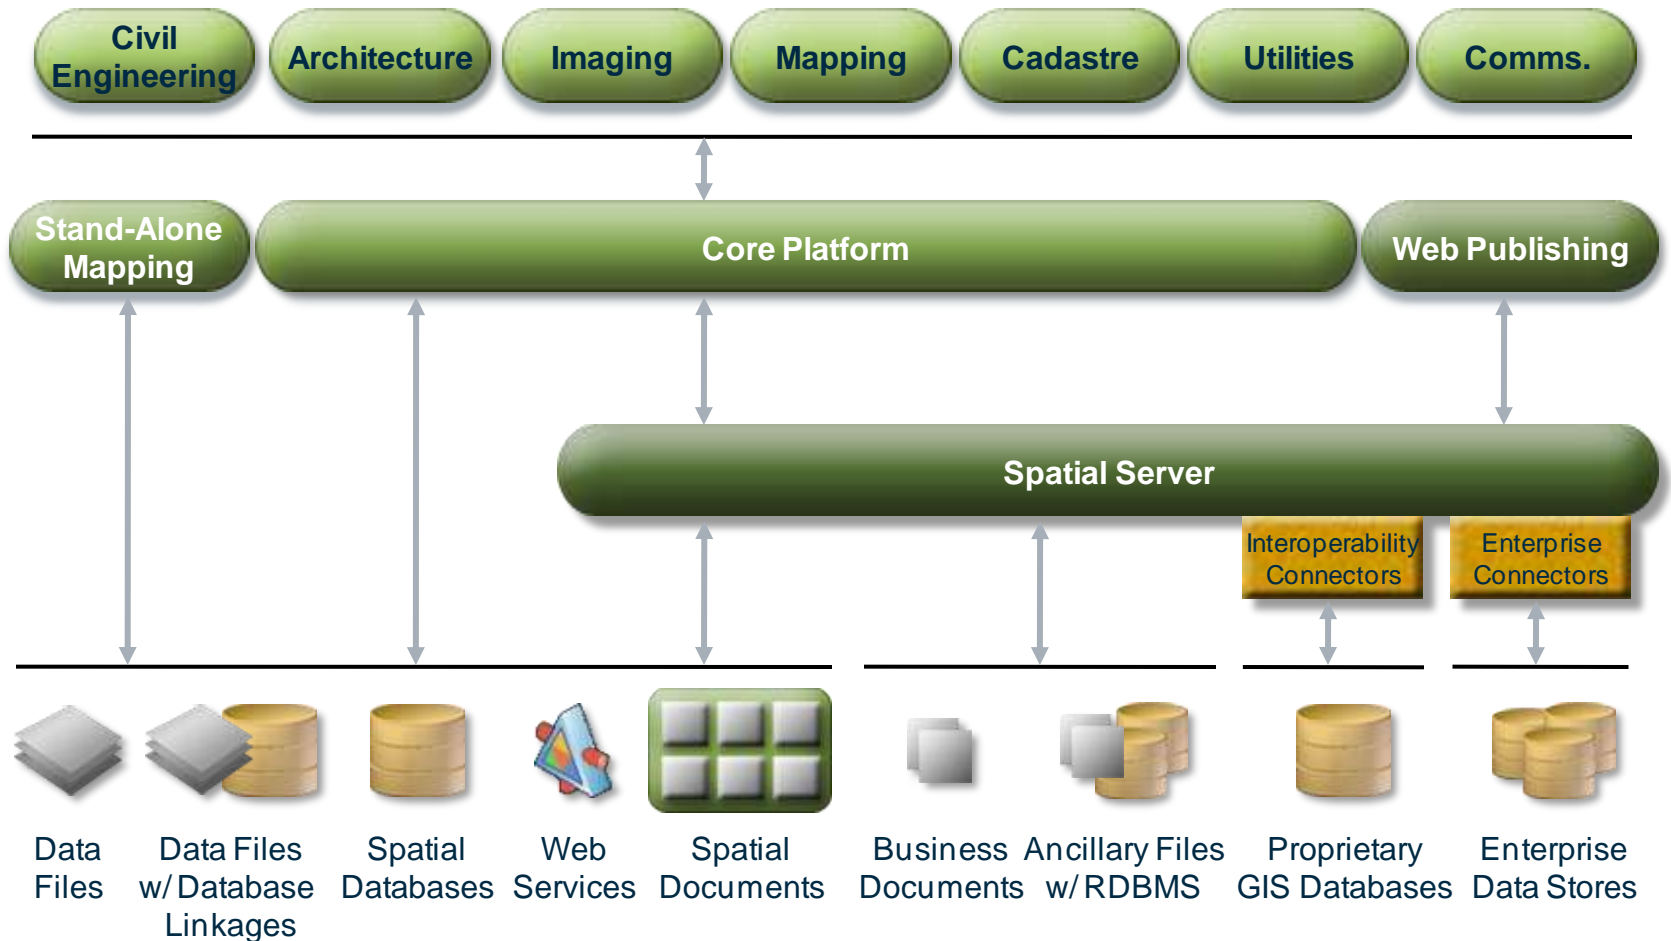 Civil
Engineering
Architecture
Imaging
Mapping
Cadastre
Utilities
Comms.
Stand-Alone
Mapping
Core Platform
Web Publishing
Spatial Server
Interoperability
Connectors
Enterprise
Connectors
Data
Files
Data Files
w/ Database
Linkages
Spatial
Databases
Web
Services
Spatial
Documents
Business
Documents
Ancillary Files
w/ RDBMS
Proprietary
GIS Databases
Enterprise
Data Stores